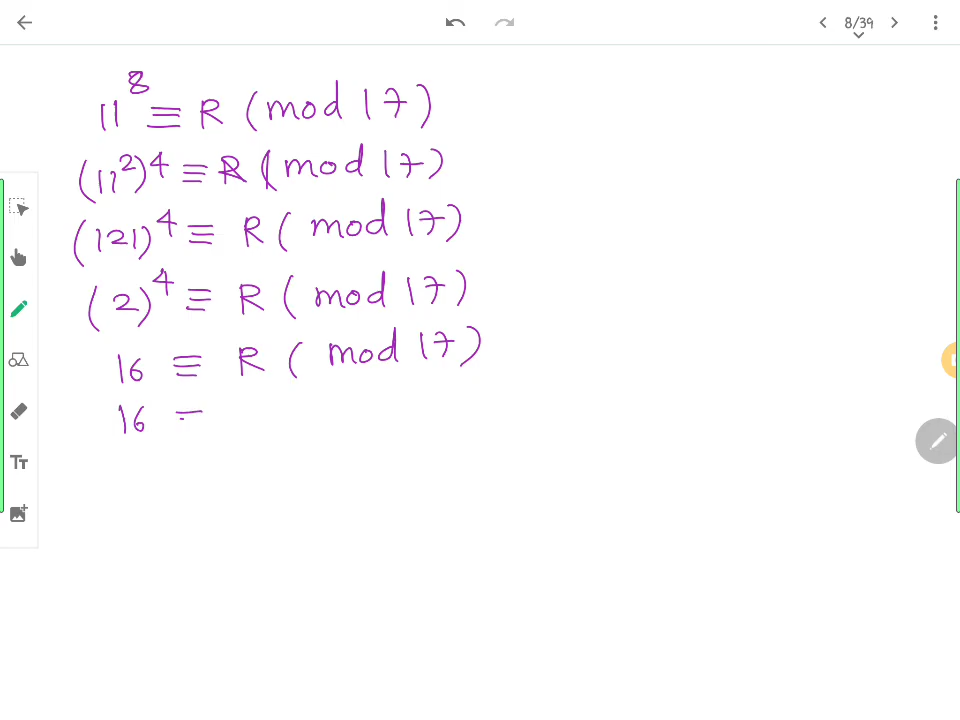 8/39
11^8 ≡ R (mod 17)
(11^2)^4 ≡ R (mod 17)
(121)^4 ≡ R (mod 17)
(2)^4 ≡ R (mod 17)
16 ≡ R (mod 17)
16 =
Tт